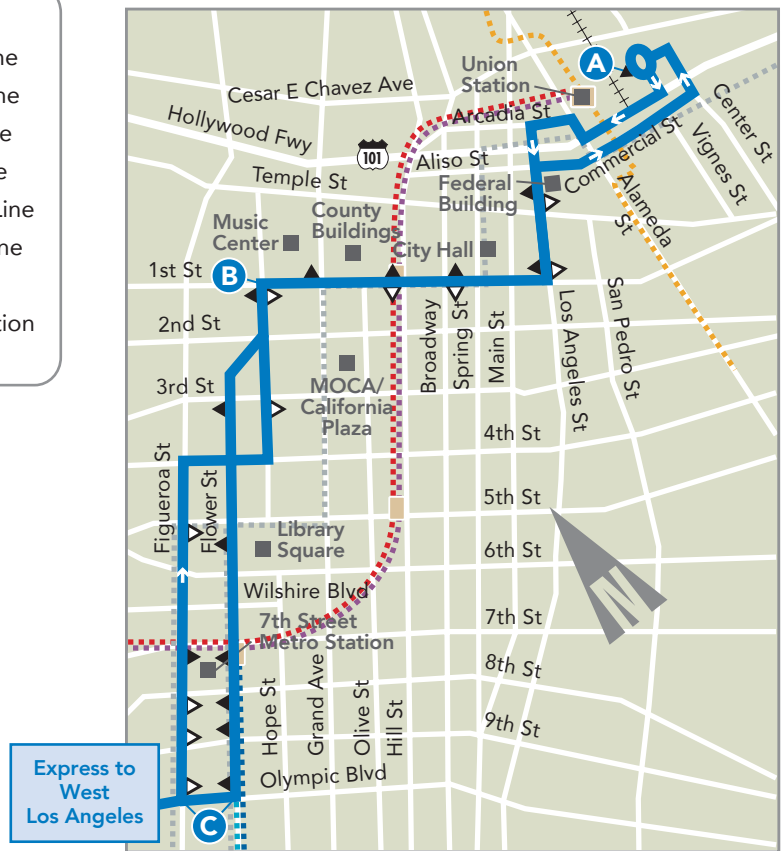 ne
ne
e
e
Line
ne
tion
A
Union
Station
Cesar E Chavez Ave
Arcadia St
Hollywood Fwy
101
Center St
Vignes St
Aliso St
Commercial St
Temple St
Federal
Building
Alameda
St
Music
Center
County
Buildings
City Hall
1st St
B
2nd St
Broadway
Spring St
Main St
Los Angeles St
San Pedro St
3rd St
MOCA/
California
Plaza
4th St
Figueroa St
Flower St
5th St
Library
Square
6th St
N
Wilshire Blvd
7th Street
Metro Station
7th St
8th St
Hope St
Grand Ave
Olive St
Hill St
9th St
Olympic Blvd
Express to
West
Los Angeles
C